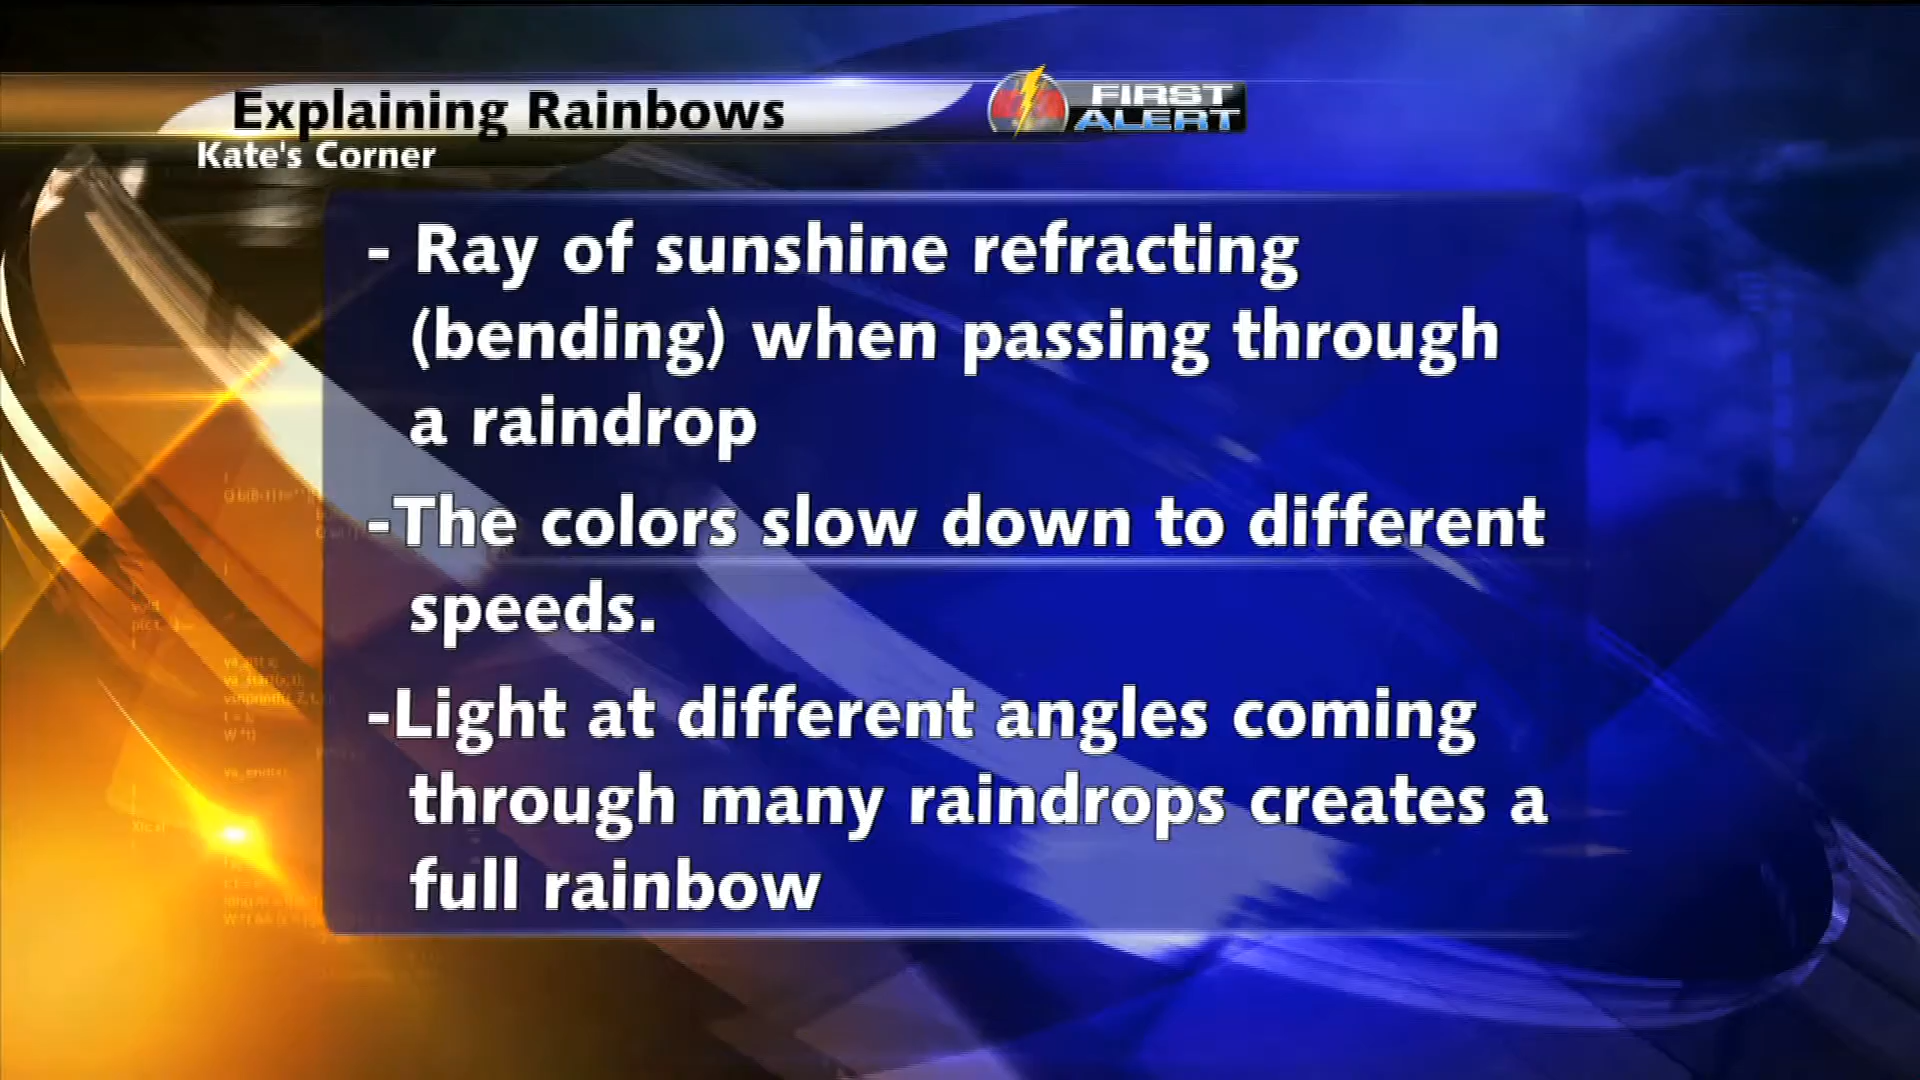 Explaining Rainbows
FIRST
ALERT
Kate's Corner
- Ray of sunshine refracting
(bending) when passing through
a raindrop
-The colors slow down to different
speeds.
-Light at different angles coming
through many raindrops creates a
full rainbow